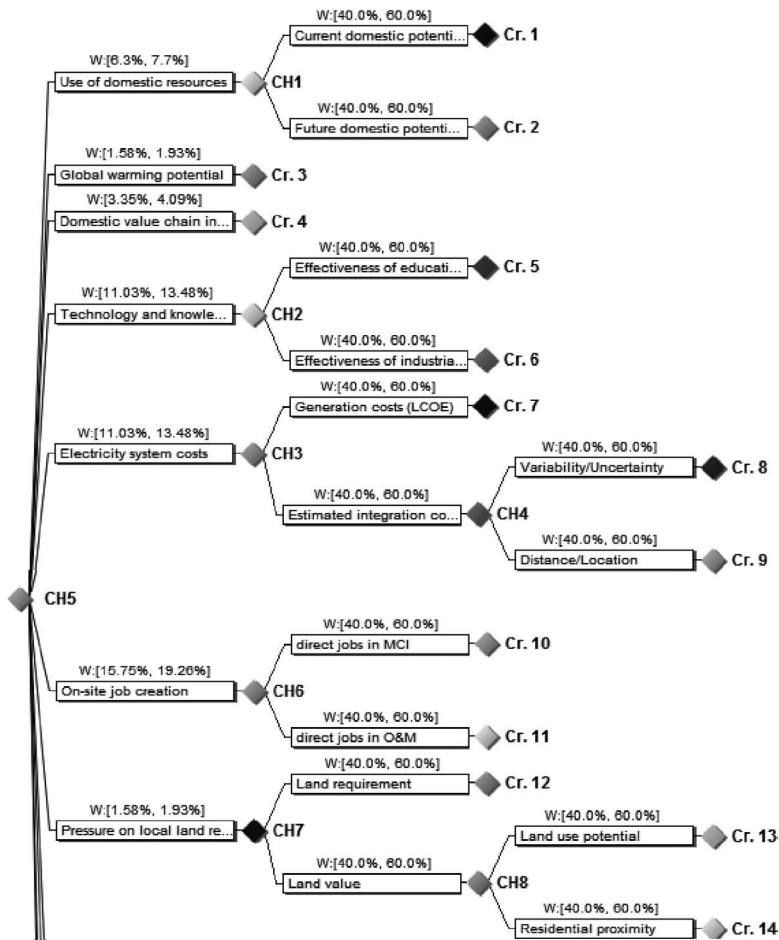 W:[40.0%, 60.0%]
Current domestic potenti... Cr. 1
W:[6.3%, 7.7%]
Use of domestic resources CH1
W:[40.0%, 60.0%]
Future domestic potenti... Cr. 2
W:[1.58%, 1.93%]
Global warming potential Cr. 3
W:[3.35%, 4.09%]
Domestic value chain in... Cr. 4
W:[40.0%, 60.0%]
Effectiveness of educati... Cr. 5
W:[11.03%, 13.48%]
Technology and knowle... CH2
W:[40.0%, 60.0%]
Effectiveness of industria... Cr. 6
W:[40.0%, 60.0%]
Generation costs (LCOE) Cr. 7
W:[11.03%, 13.48%]
Electricity system costs CH3
W:[40.0%, 60.0%]
Variability/Uncertainty Cr. 8
W:[40.0%, 60.0%]
Estimated integration co... CH4
W:[40.0%, 60.0%]
Distance/Location Cr. 9
CH5
W:[40.0%, 60.0%]
direct jobs in MCI Cr. 10
W:[15.75%, 19.26%]
On-site job creation CH6
W:[40.0%, 60.0%]
direct jobs in O&M Cr. 11
W:[40.0%, 60.0%]
Land requirement Cr. 12
W:[1.58%, 1.93%]
Pressure on local land re... CH7
W:[40.0%, 60.0%]
Land use potential Cr. 13
W:[40.0%, 60.0%]
Land value CH8
W:[40.0%, 60.0%]
Residential proximity Cr. 14